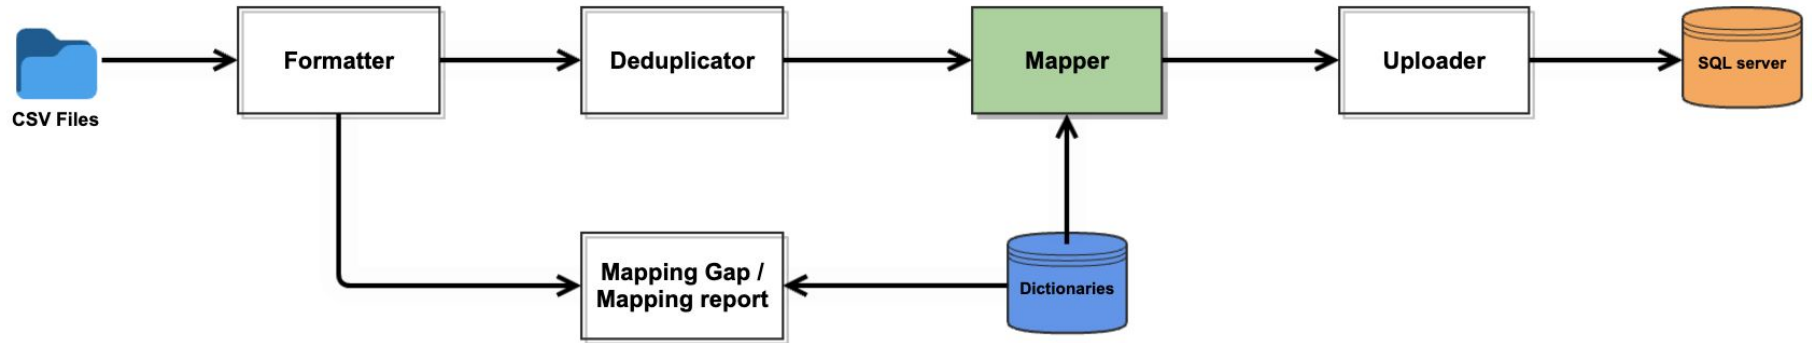 Formatter
Deduplicator
Mapper
Uploader
SQL server
CSV Files
Mapping Gap /
Mapping report
Dictionaries